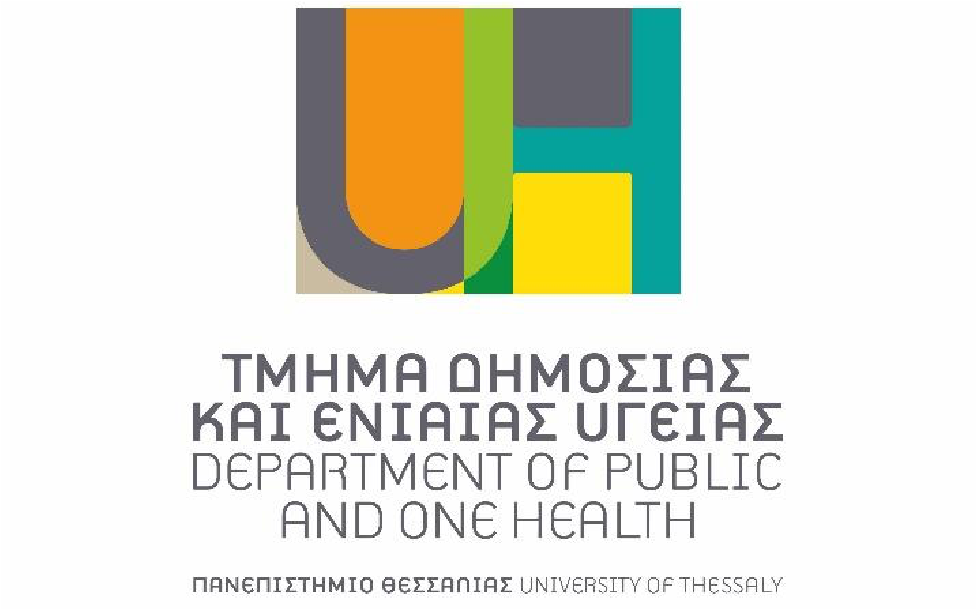 ΤΜΗΜΑ ΔΗΜΟΣΙΑΣ
ΚΑΙ ΕΝΙΑΙΑΣ ΥΓΕΙΑΣ
DEPARTMENT OF PUBLIC
AND ONE HEALTH
ΠΑΝΕΠΙΣΤΗΜΙΟ ΘΕΣΣΑΛΙΑΣ UNIVERSITY OF THESSALY